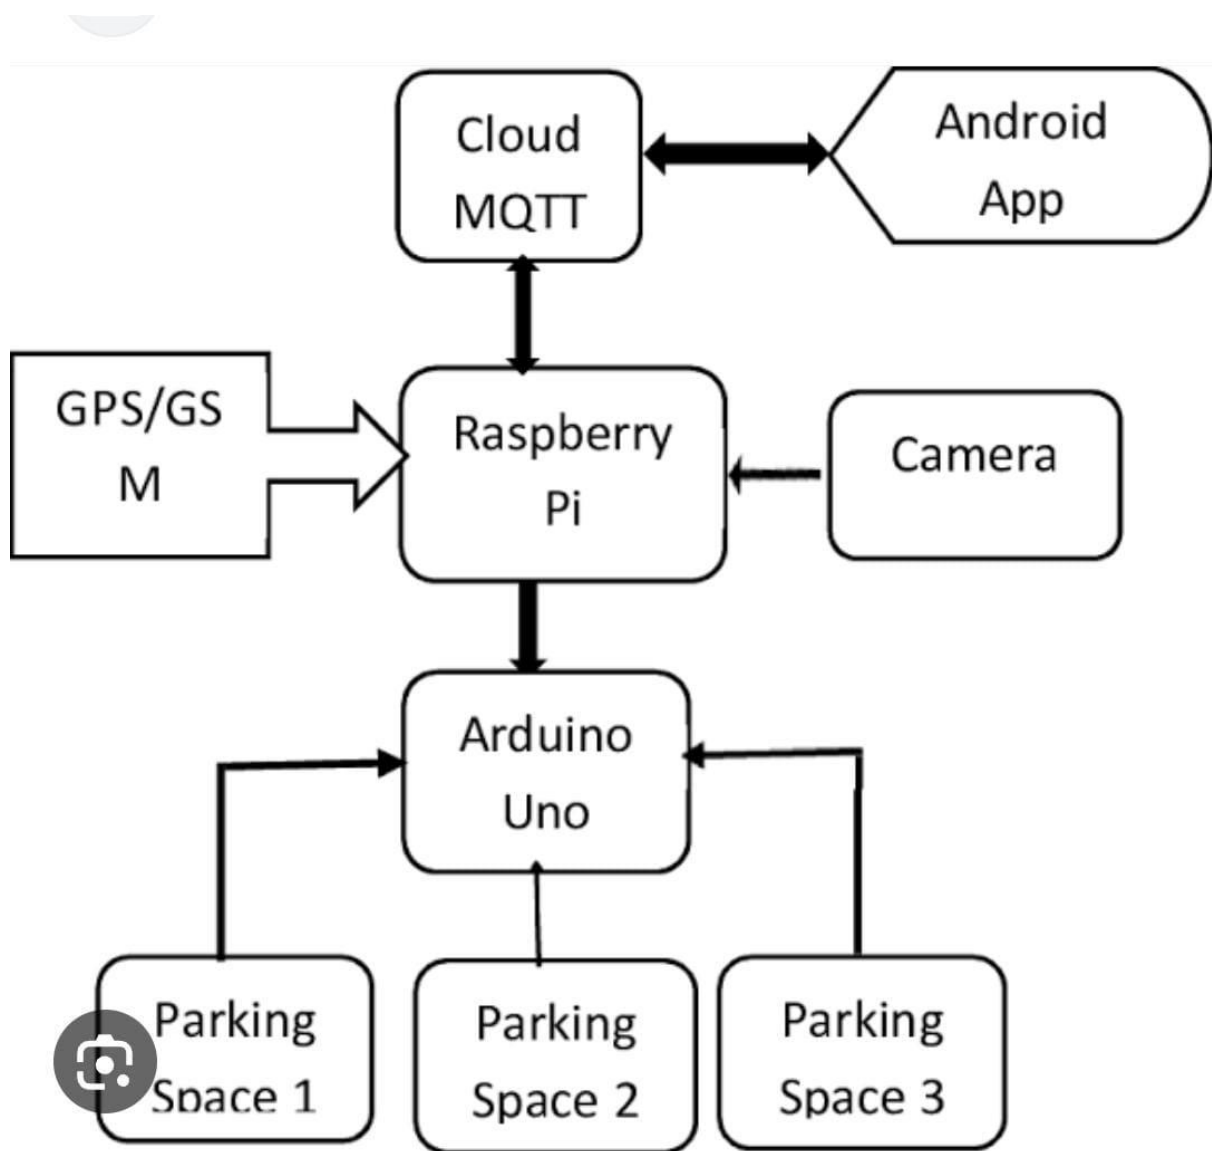 Cloud
MQTT
Android
App
GPS/GS
M
Raspberry
Pi
Camera
Arduino
Uno
Parking
Space 1
Parking
Space 2
Parking
Space 3